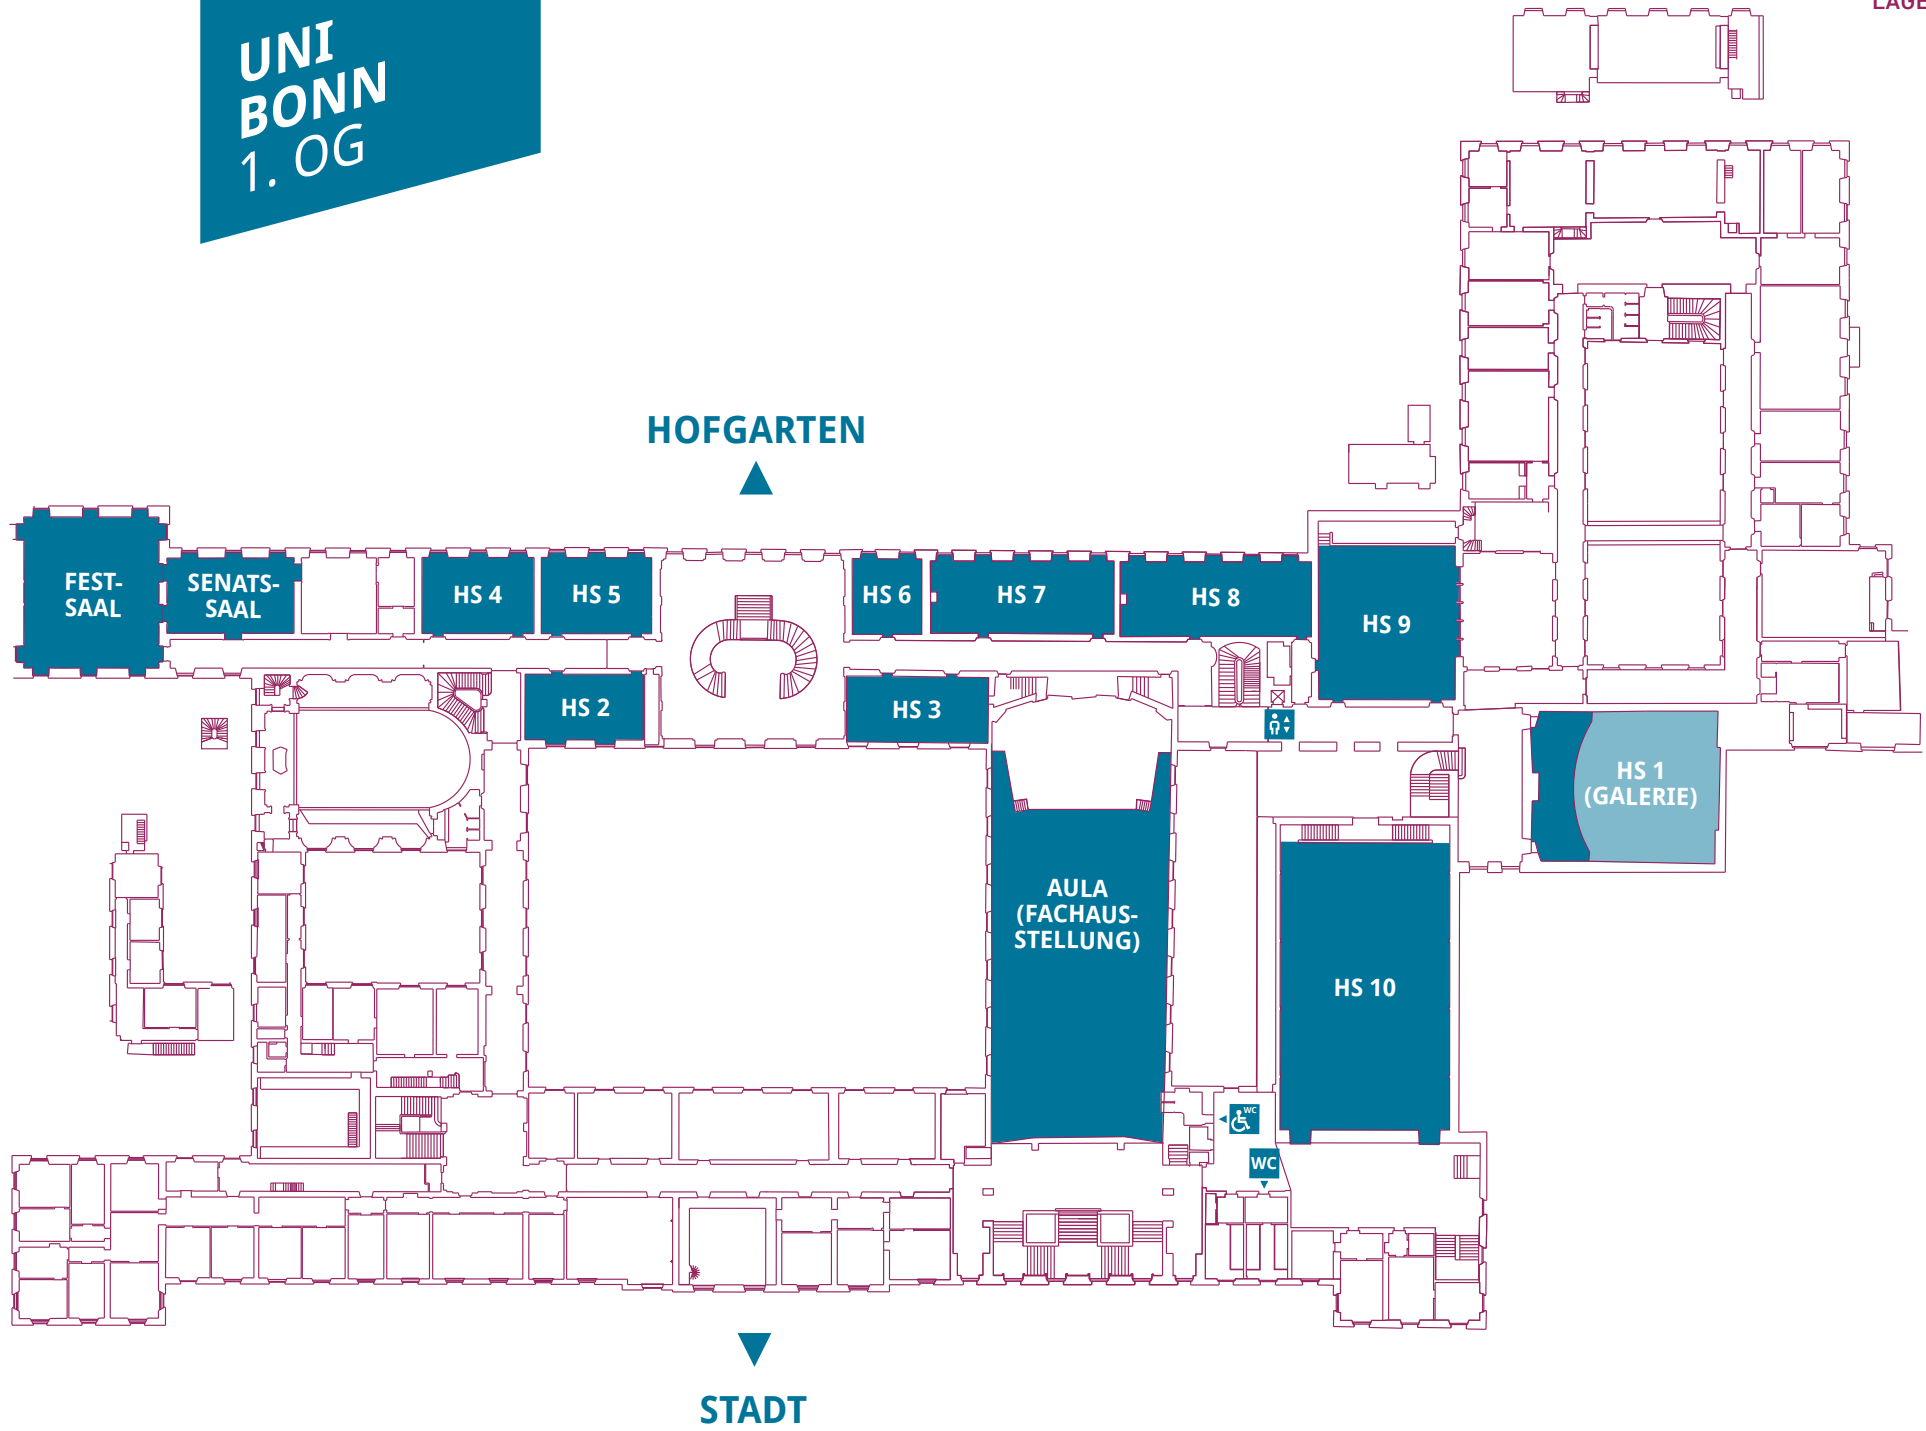 UNI
BONN
1. OG
HOFGARTEN
FEST-
SAAL
SENATS-
SAAL
HS 4
HS 5
HS 6
HS 7
HS 8
HS 9
HS 2
HS 3
HS 1
(GALERIE)
AULA
(FACHAUS-
STELLUNG)
HS 10
WC
WC
STADT